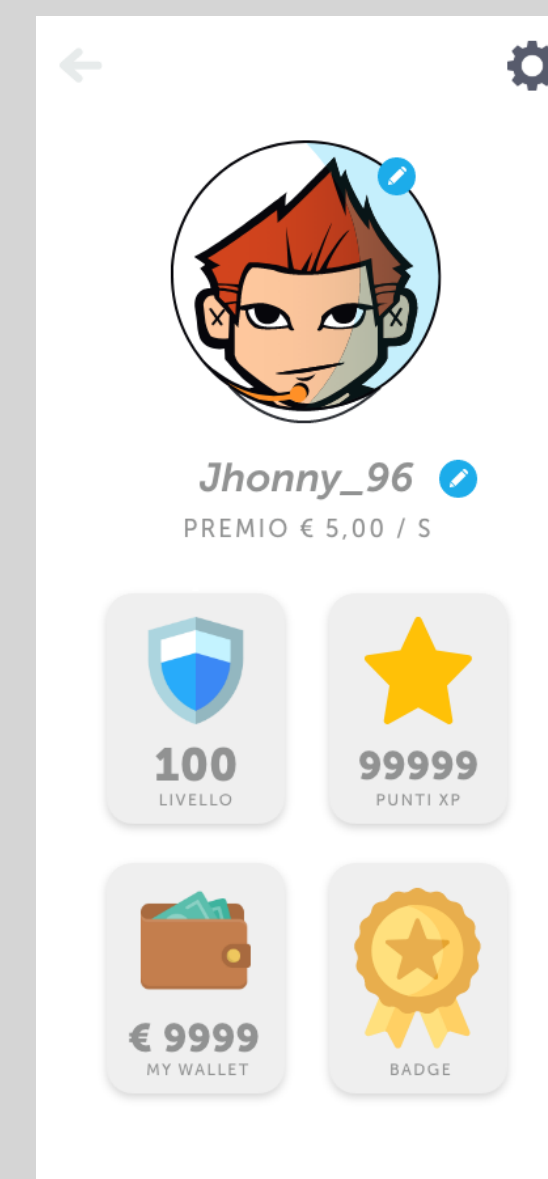 Jhonny_96
PREMIO € 5,00 / S
100
LIVELLO
99999
PUNTI XP
€ 9999
MY WALLET
BADGE